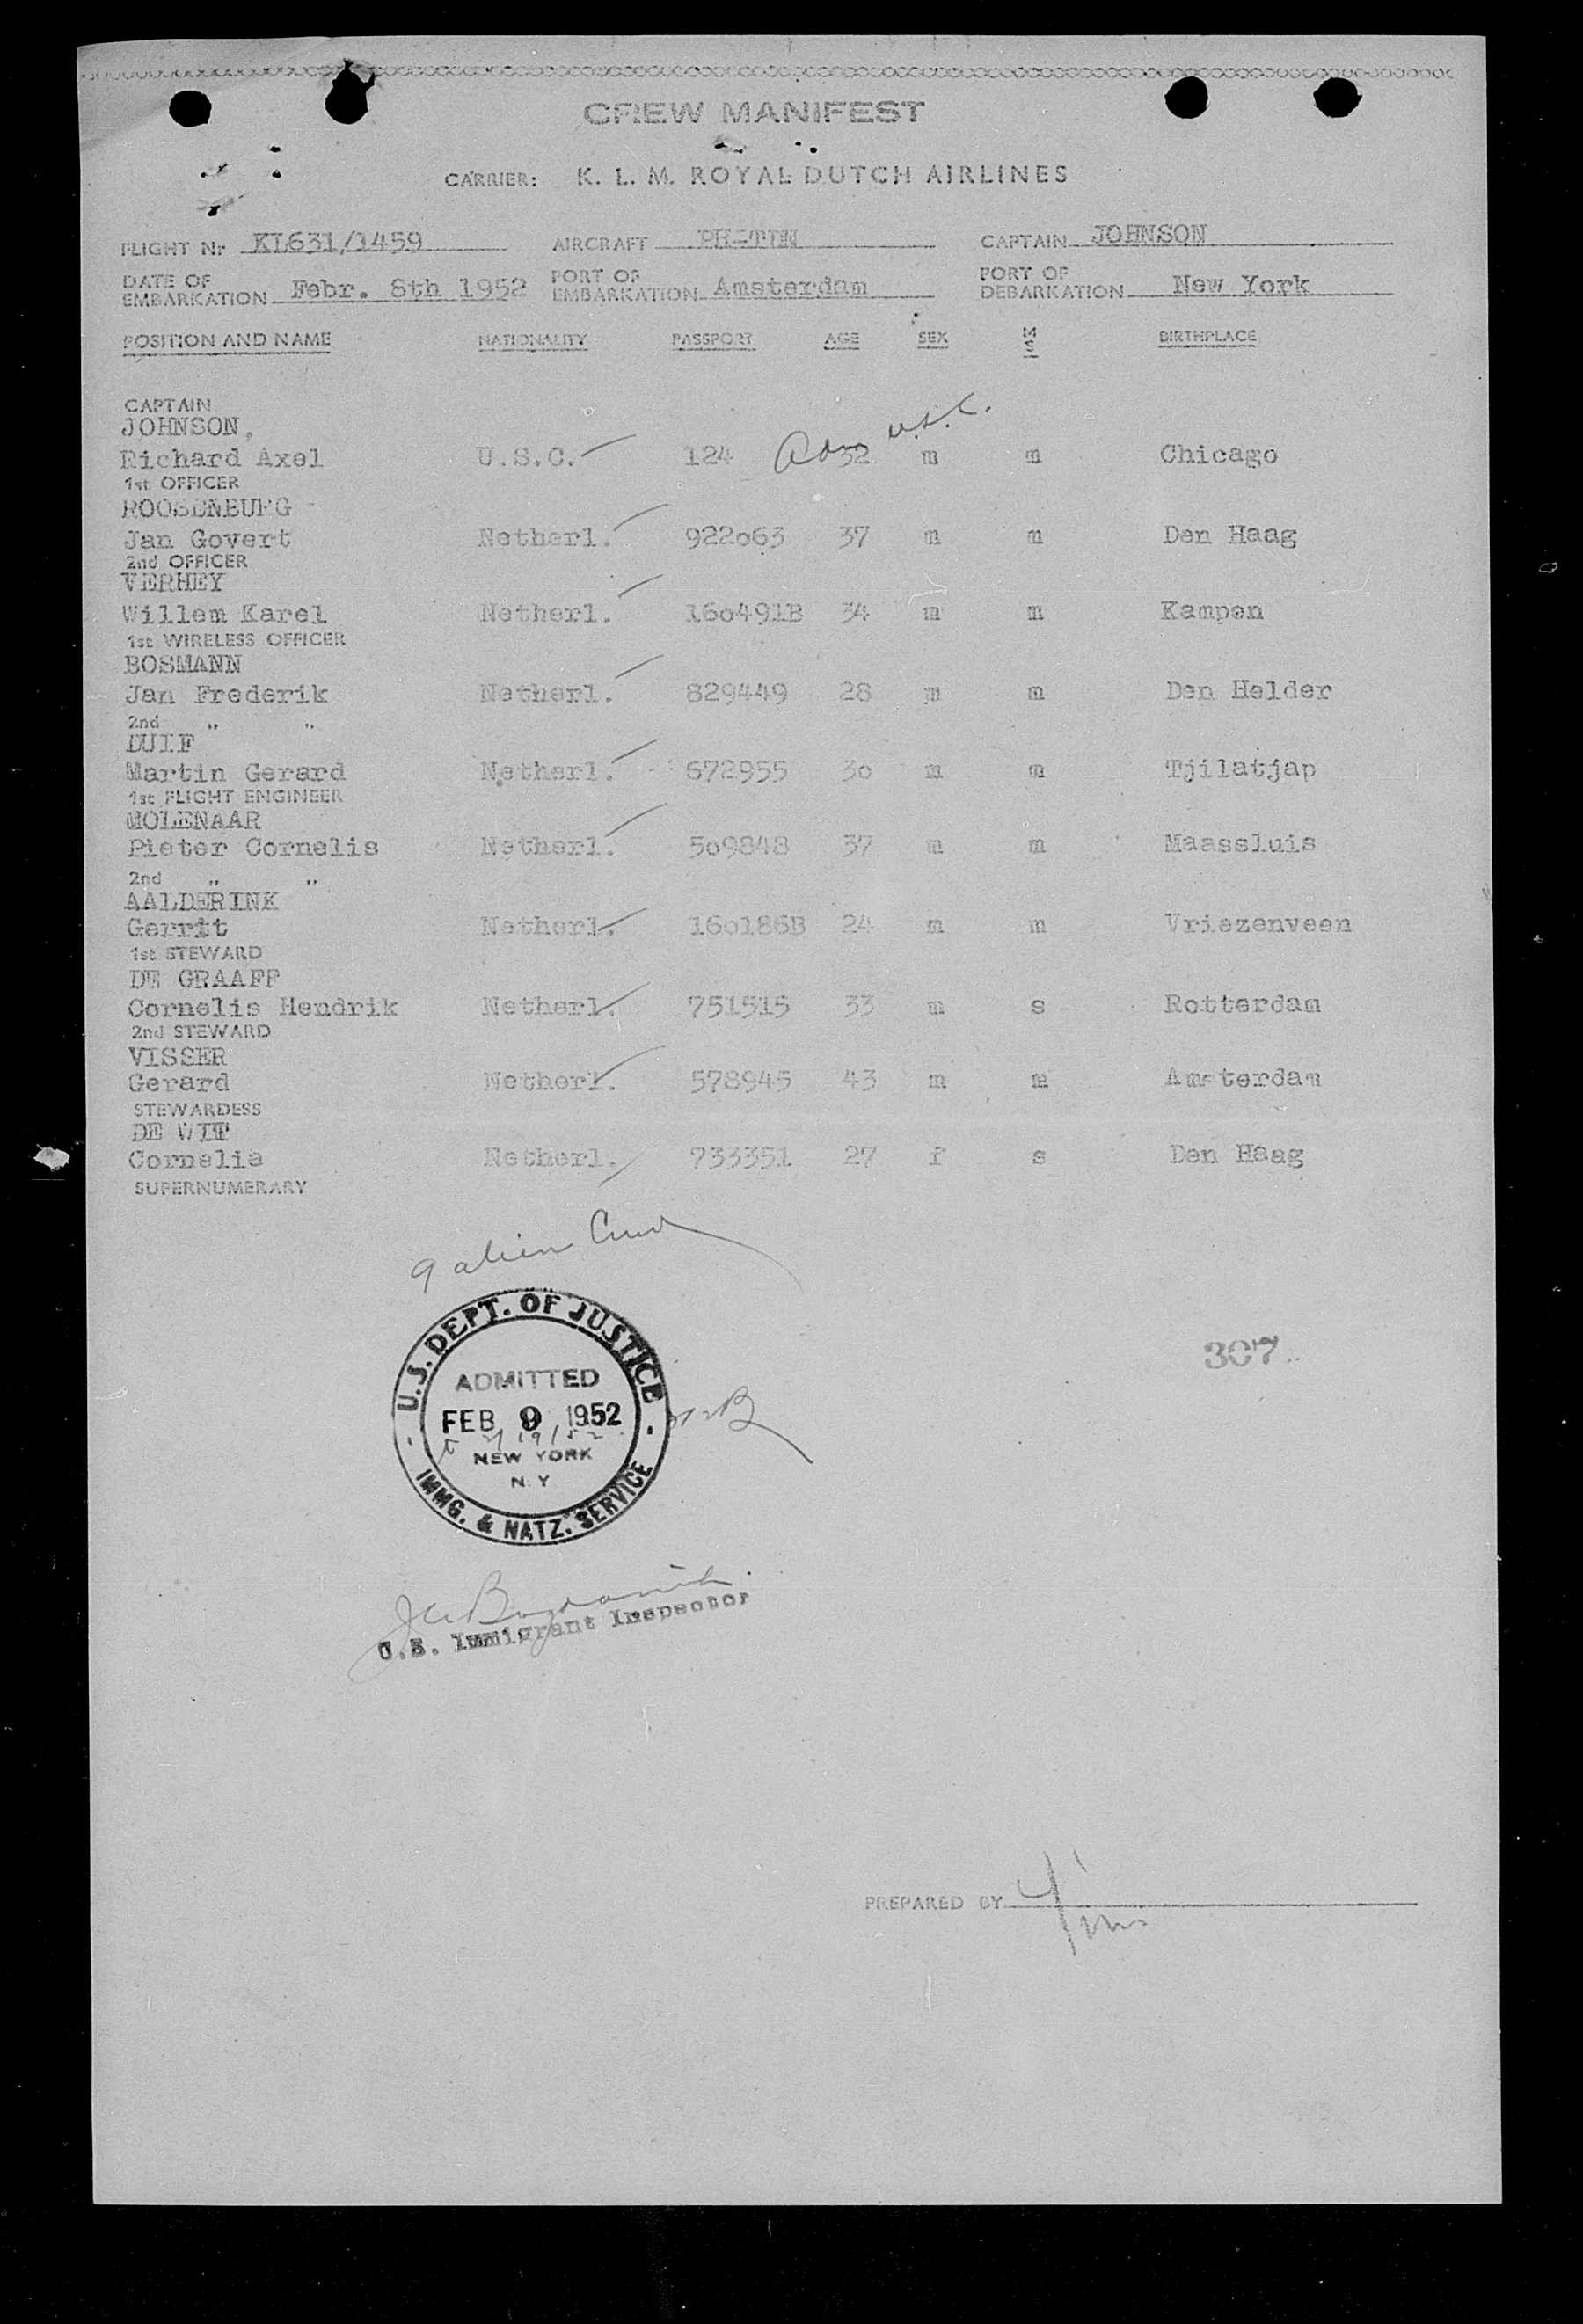 CREW MANIFEST
CARRIER: K. L. M. ROYAL DUTCH AIRLINES
FLIGHT Nr KL631/1459 AIRCRAFT CAPTAIN JOHNSON
DATE OF EMBARKATION Febr. 8th 1952 PORT OF EMBARKATION Amsterdam PORT OF DEBARKATION New York
POSITION AND NAME NATIONALITY PASSPORT AGE SEX M S BIRTHPLACE
CAPTAIN
JOHNSON, Adm U.S.C.
Richard Axel U.S.C. 124 32 m m Chicago
1st OFFICER
ROOSENBURG
Jan Govert Netherl. 922o63 37 m m Den Haag
2nd OFFICER
VERHEY
Willem Karel Netherl. 16o491B 34 m m Kampen
1st WIRELESS OFFICER
BOSMANN
Jan Frederik Netherl. 829449 28 m m Den Helder
2nd " "
DUIF
Martin Gerard Netherl. 672955 3o m m Tjilatjap
1st FLIGHT ENGINEER
MOLENAAR
Pieter Cornelis Netherl. 5o9848 37 m m Maassluis
2nd " "
AALDERINK
Gerrit Netherl. 16o186B 24 m m Vriezenveen
1st STEWARD
DE GRAAFF
Cornelis Hendrik Netherl. 751515 33 m s Rotterdam
2nd STEWARD
VISSER
Gerard Netherl. 578945 43 m m Amsterdam
STEWARDESS
DE WIT
Cornelia Netherl. 733351 27 f s Den Haag
SUPERNUMERARY
9 alien Crew
U.S. DEPT. OF JUSTICE
307
ADMITTED
FEB 9 1952
NEW YORK
N.Y
IMMG. & NATZ. SERVICE
U.S. Immigrant Inspector
PREPARED BY